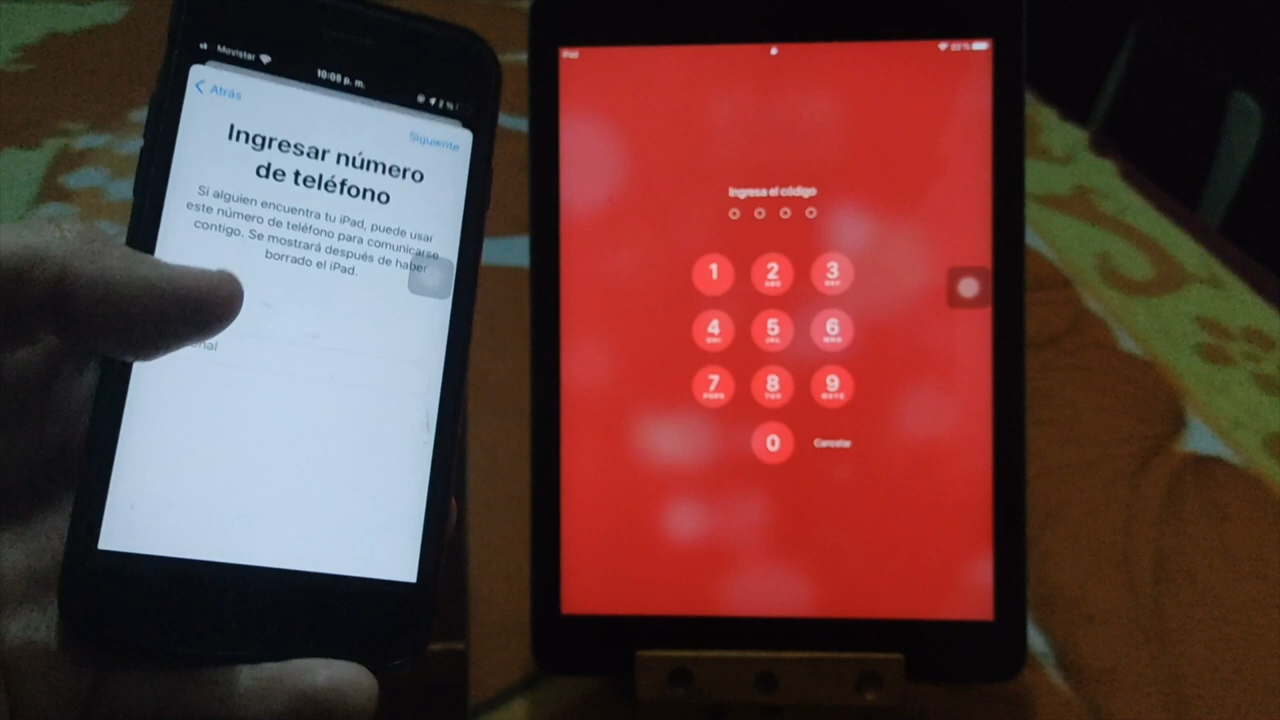 Movistar
10:08 p. m.
2 %
Atrás
Siguiente
Ingresar número
de teléfono
Si alguien encuentra tu iPad, puede usar
este número de teléfono para comunicarse
contigo. Se mostrará después de haber
borrado el iPad.
iPad
Ingresa el código
1
2
ABC
3
DEF
4
GHI
5
JKL
6
MNO
7
PQRS
8
TUV
9
WXYZ
0
Cancelar